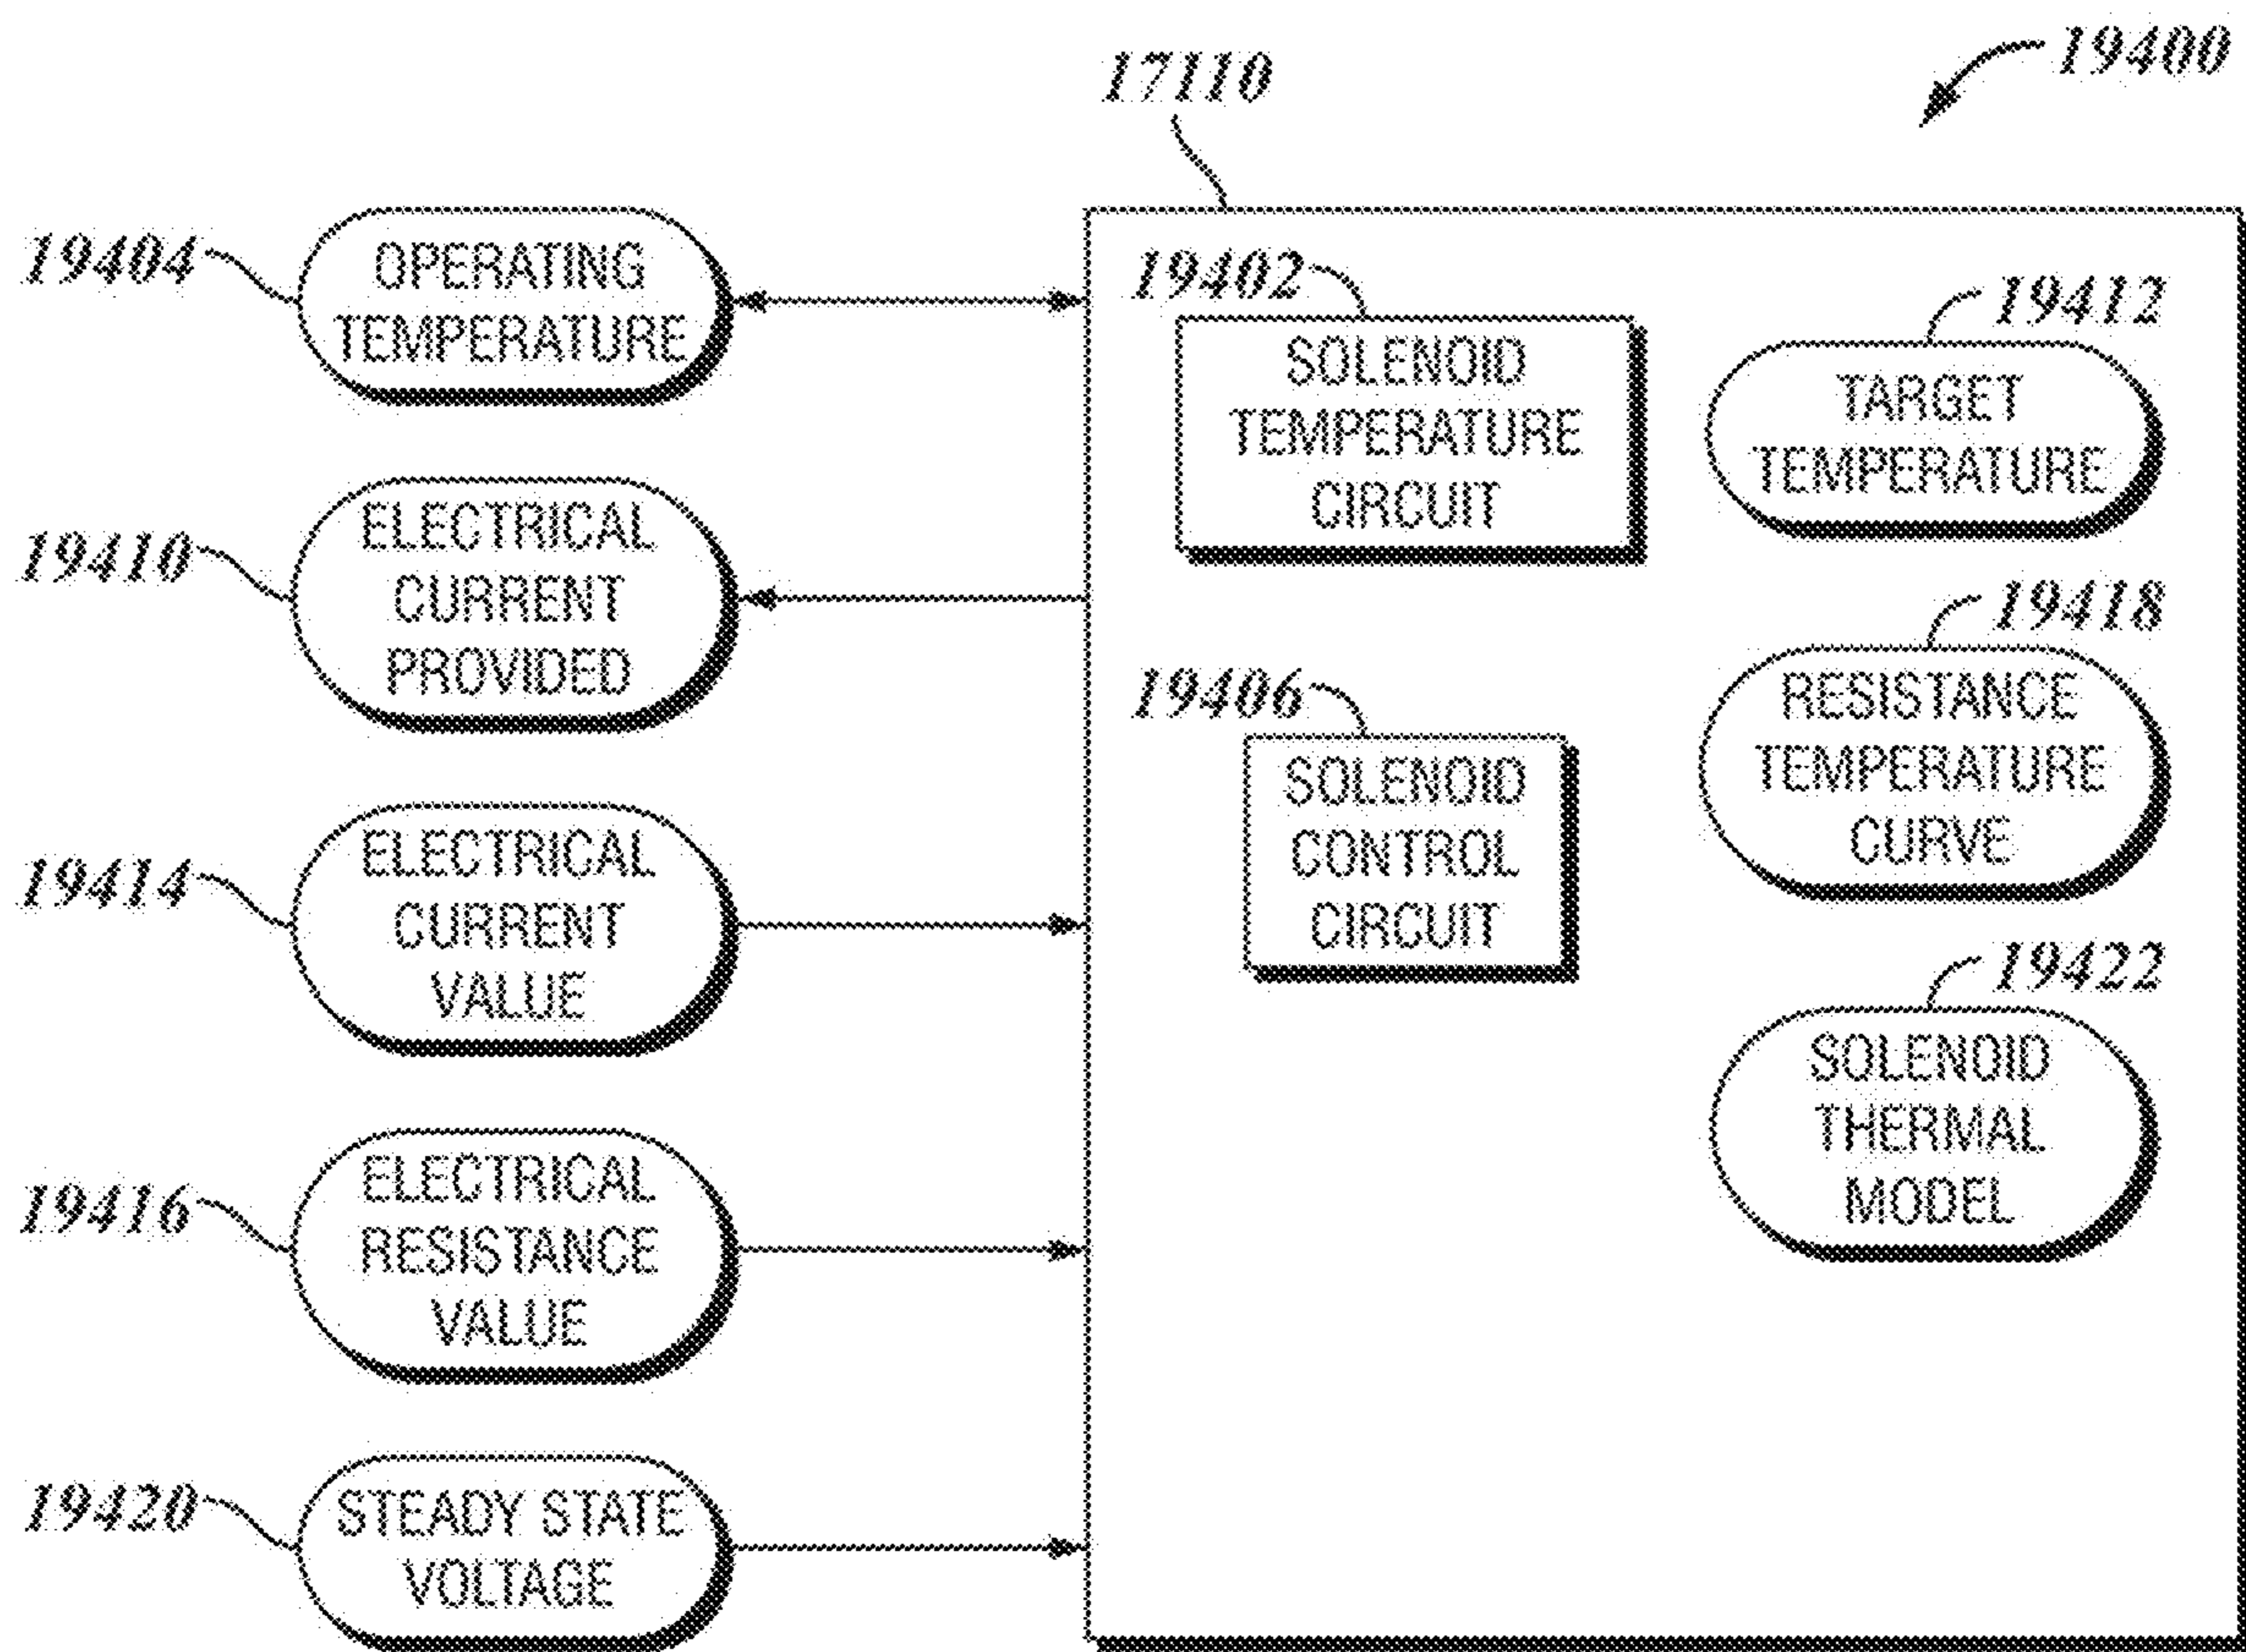 19400
17110
19404
OPERATING
TEMPERATURE
19410
ELECTRICAL
CURRENT
PROVIDED
19414
ELECTRICAL
CURRENT
VALUE
19416
ELECTRICAL
RESISTANCE
VALUE
19420
STEADY STATE
VOLTAGE
19402
SOLENOID
TEMPERATURE
CIRCUIT
19406
SOLENOID
CONTROL
CIRCUIT
19412
TARGET
TEMPERATURE
19418
RESISTANCE
TEMPERATURE
CURVE
19422
SOLENOID
THERMAL
MODEL